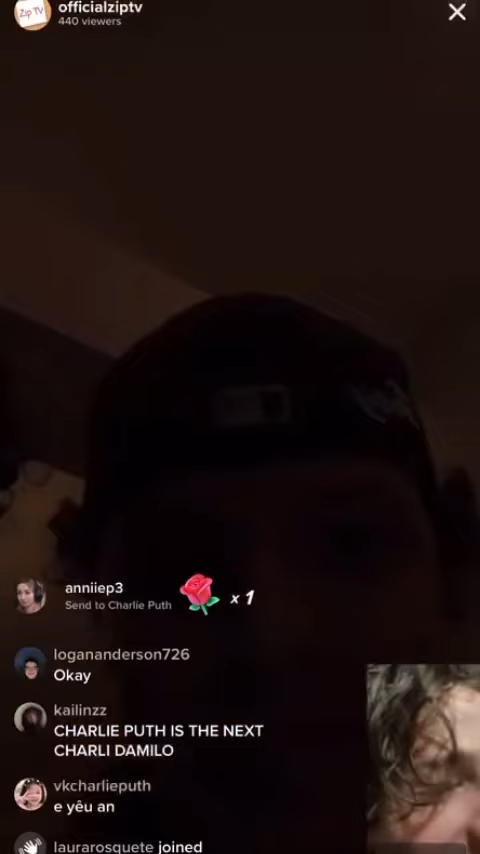 Zip TV
officialziptv
440 viewers
anniiep3
Send to Charlie Puth
x 1
logananderson726
Okay
kailinzz
CHARLIE PUTH IS THE NEXT
CHARLI DAMILO
vkcharlieputh
e yêu an
laurarosquete joined